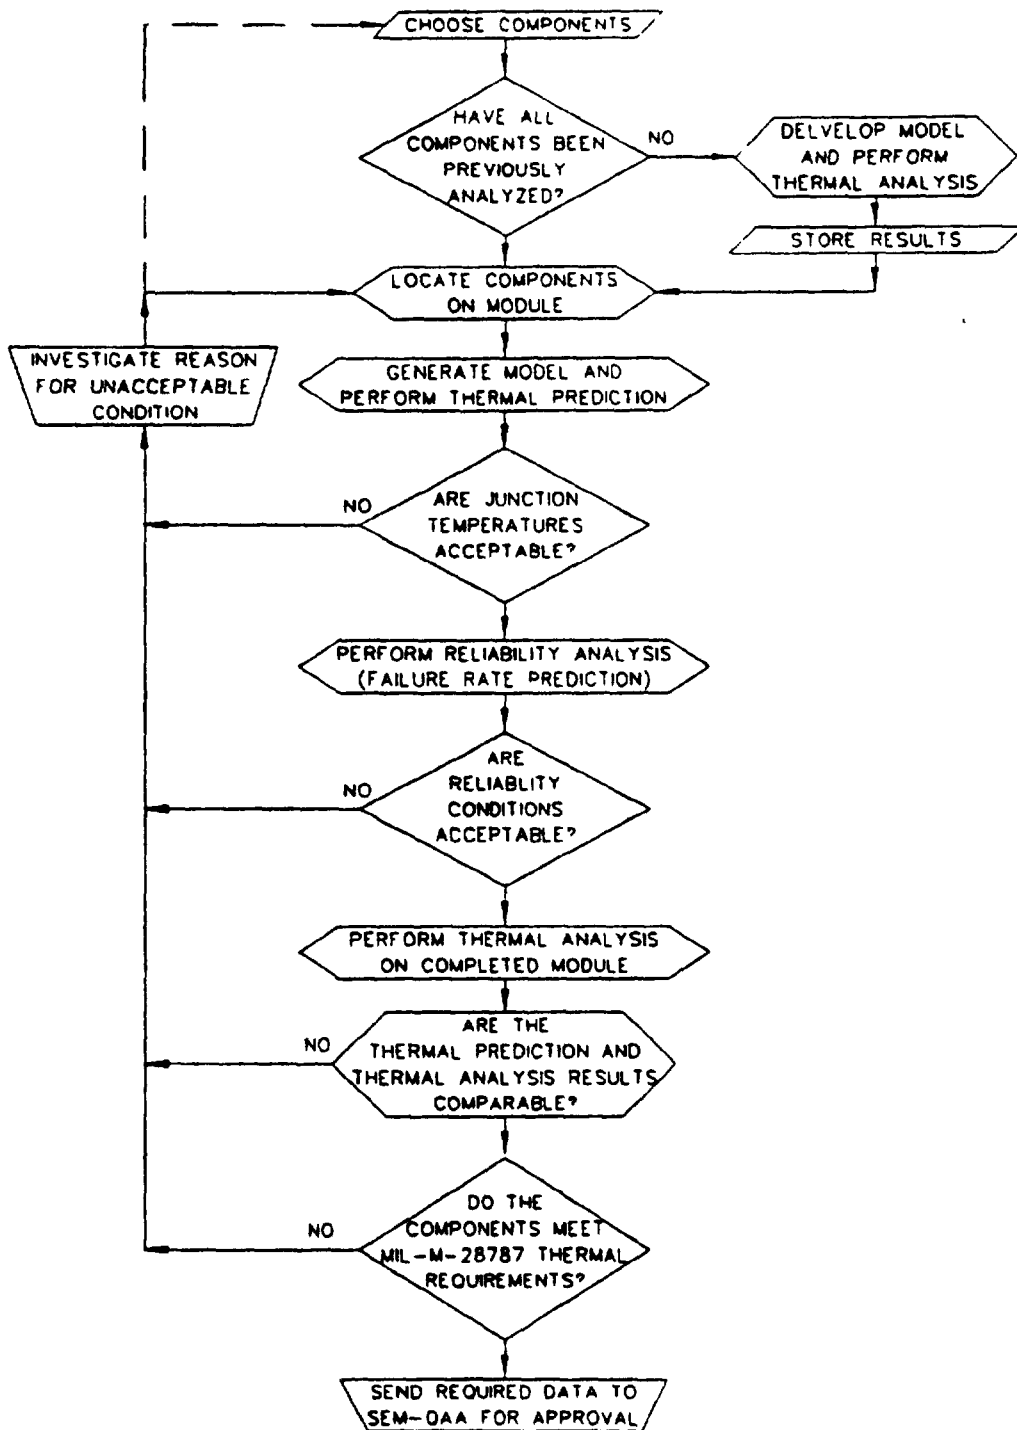 CHOOSE COMPONENTS
HAVE ALL
COMPONENTS BEEN
PREVIOUSLY
ANALYZED?
NO
DELVELOP MODEL
AND PERFORM
THERMAL ANALYSIS
STORE RESULTS
LOCATE COMPONENTS
ON MODULE
INVESTIGATE REASON
FOR UNACCEPTABLE
CONDITION
GENERATE MODEL AND
PERFORM THERMAL PREDICTION
NO
ARE JUNCTION
TEMPERATURES
ACCEPTABLE?
PERFORM RELIABILITY ANALYSIS
(FAILURE RATE PREDICTION)
NO
ARE
RELIABLITY
CONDITIONS
ACCEPTABLE?
PERFORM THERMAL ANALYSIS
ON COMPLETED MODULE
NO
ARE THE
THERMAL PREDICTION AND
THERMAL ANALYSIS RESULTS
COMPARABLE?
NO
DO THE
COMPONENTS MEET
MIL-M-28787 THERMAL
REQUIREMENTS?
SEND REQUIRED DATA TO
SEM-QAA FOR APPROVAL